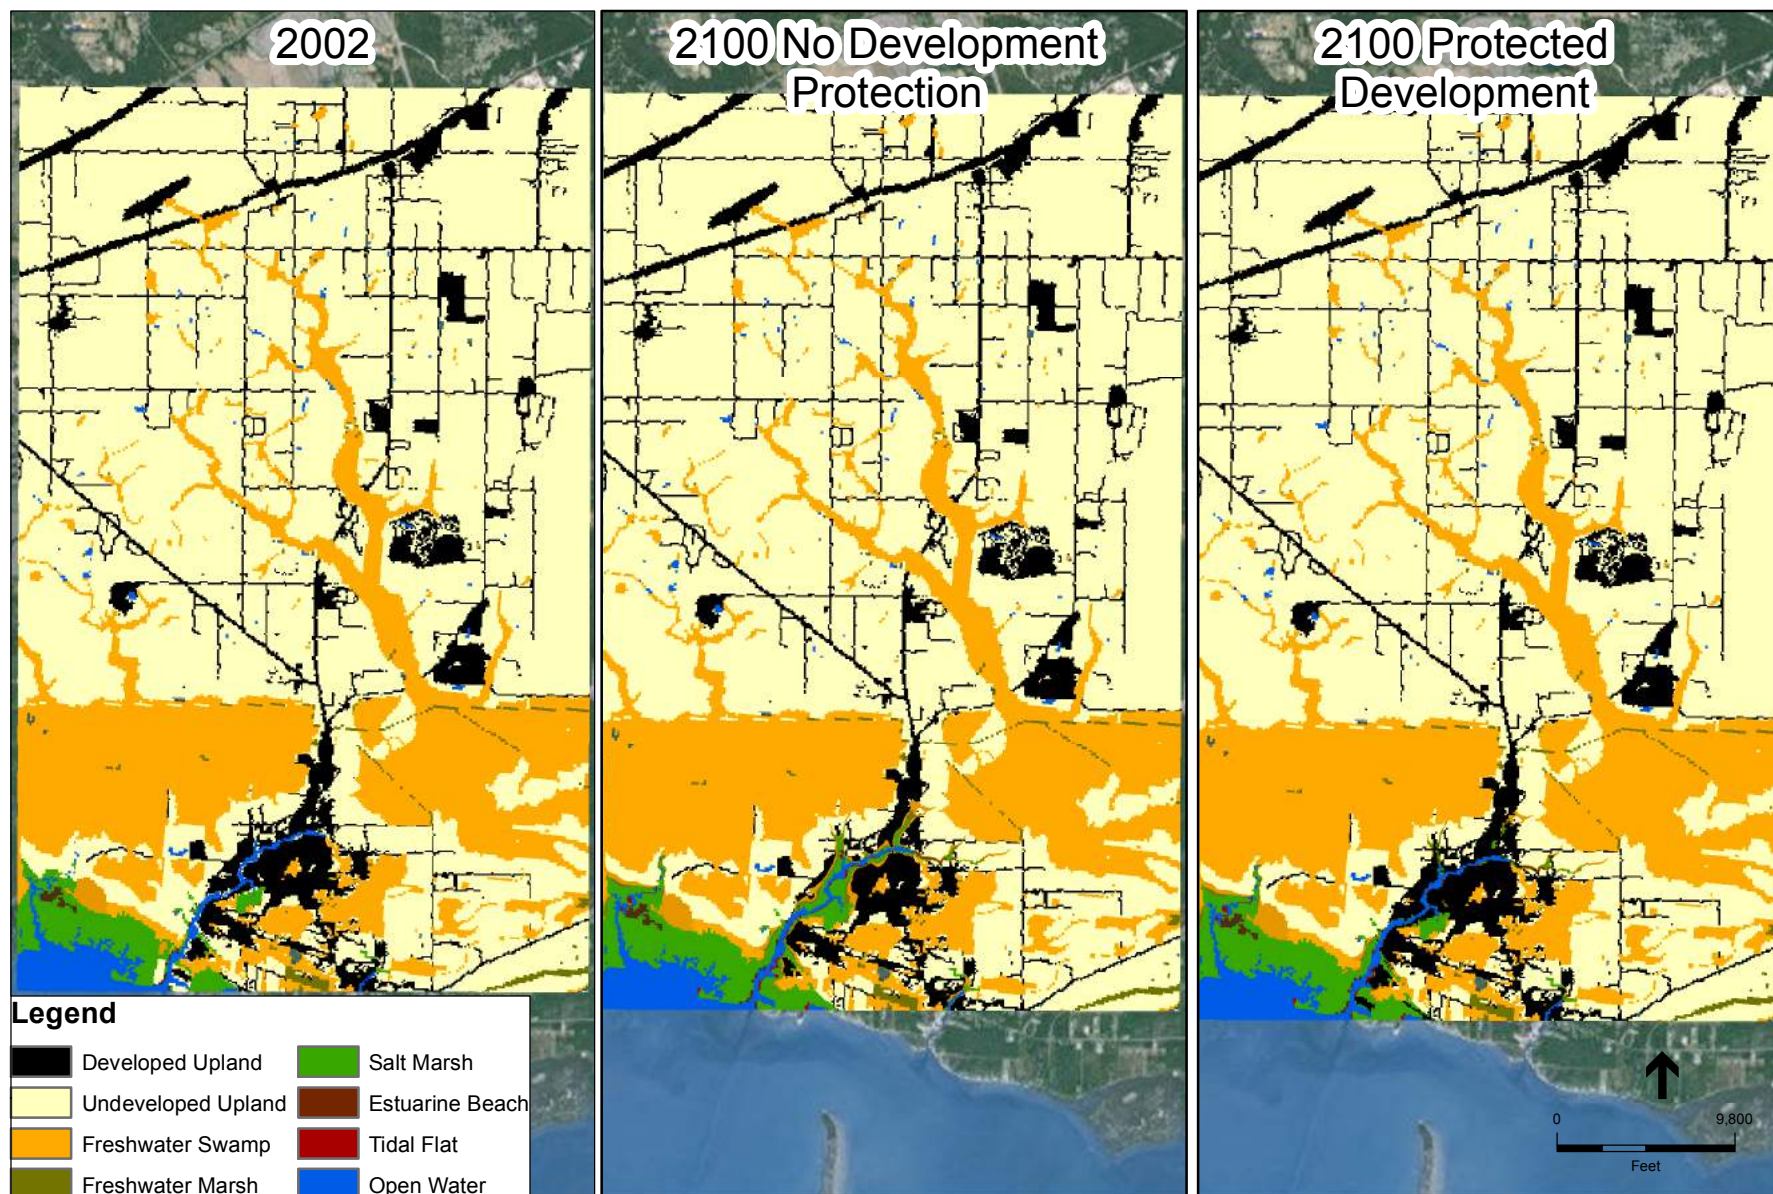 2002
2100 No Development
Protection
2100 Protected
Development
Legend
Developed Upland
Undeveloped Upland
Freshwater Swamp
Freshwater Marsh
Salt Marsh
Estuarine Beach
Tidal Flat
Open Water
0
9,800
Feet